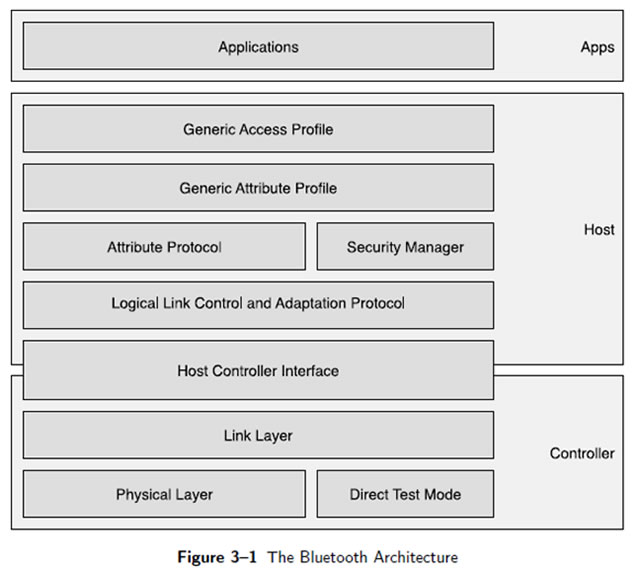 Applications
Apps
Generic Access Profile
Generic Attribute Profile
Host
Attribute Protocol
Security Manager
Logical Link Control and Adaptation Protocol
Host Controller Interface
Link Layer
Controller
Physical Layer
Direct Test Mode
Figure 3–1 The Bluetooth Architecture